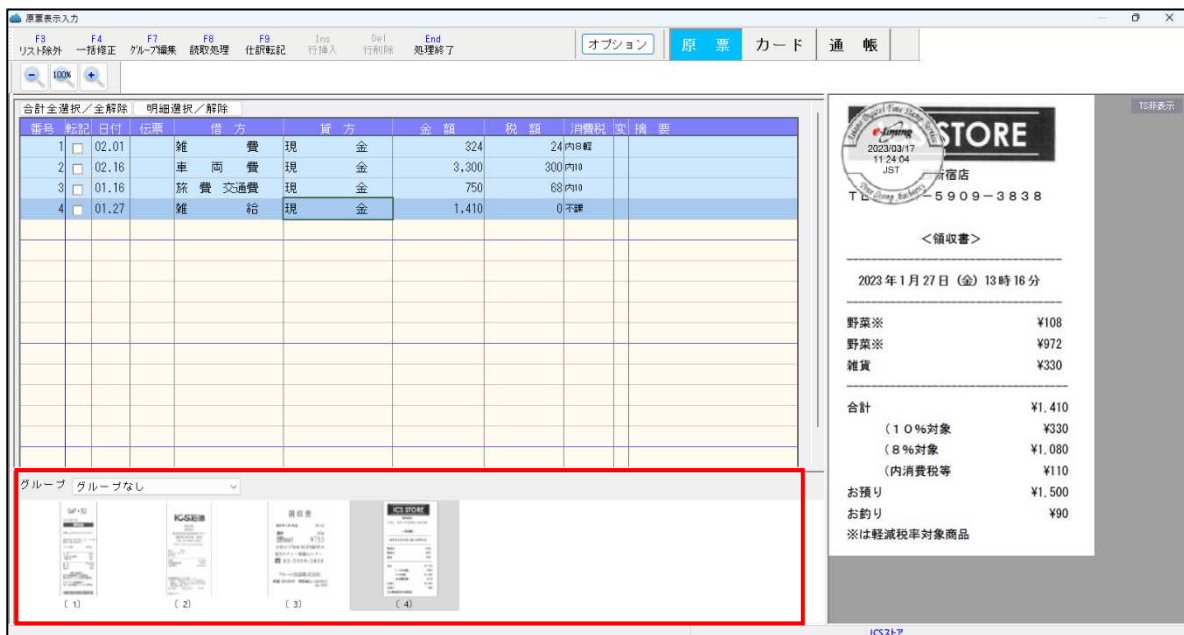 原票表示入力
F3 F4 F7 F8 F9 Ins Del End
リスト除外 一括修正 グループ編集 読取処理 仕訳転記 行挿入 行削除 処理終了
オプション 原票 カード 通帳
100%
合計全選択／全解除 明細選択／解除
番号 転記 日付 伝票 借方 貸方 金額 税額 消費税 変 摘要
1 02.01 雑費 現金 324 24 内8軽
2 02.16 車両費 現金 3,300 300 内10
3 01.16 旅費交通費 現金 750 68 内10
4 01.27 雑給 現金 1,410 0 不課
グループ グループなし
ICS STORE
( 1) ( 2) ( 3) ( 4)
TS非表示
STORE
e-timing
2023/03/17
11:24:04
JST
宿店
-5909-3838
＜領収書＞
2023年1月27日（金）13時16分
野菜※ ¥108
野菜※ ¥972
雑貨 ¥330
合計 ¥1,410
（10%対象 ¥330
（8%対象 ¥1,080
（内消費税等 ¥110
お預り ¥1,500
お釣り ¥90
※は軽減税率対象商品
ICSストア